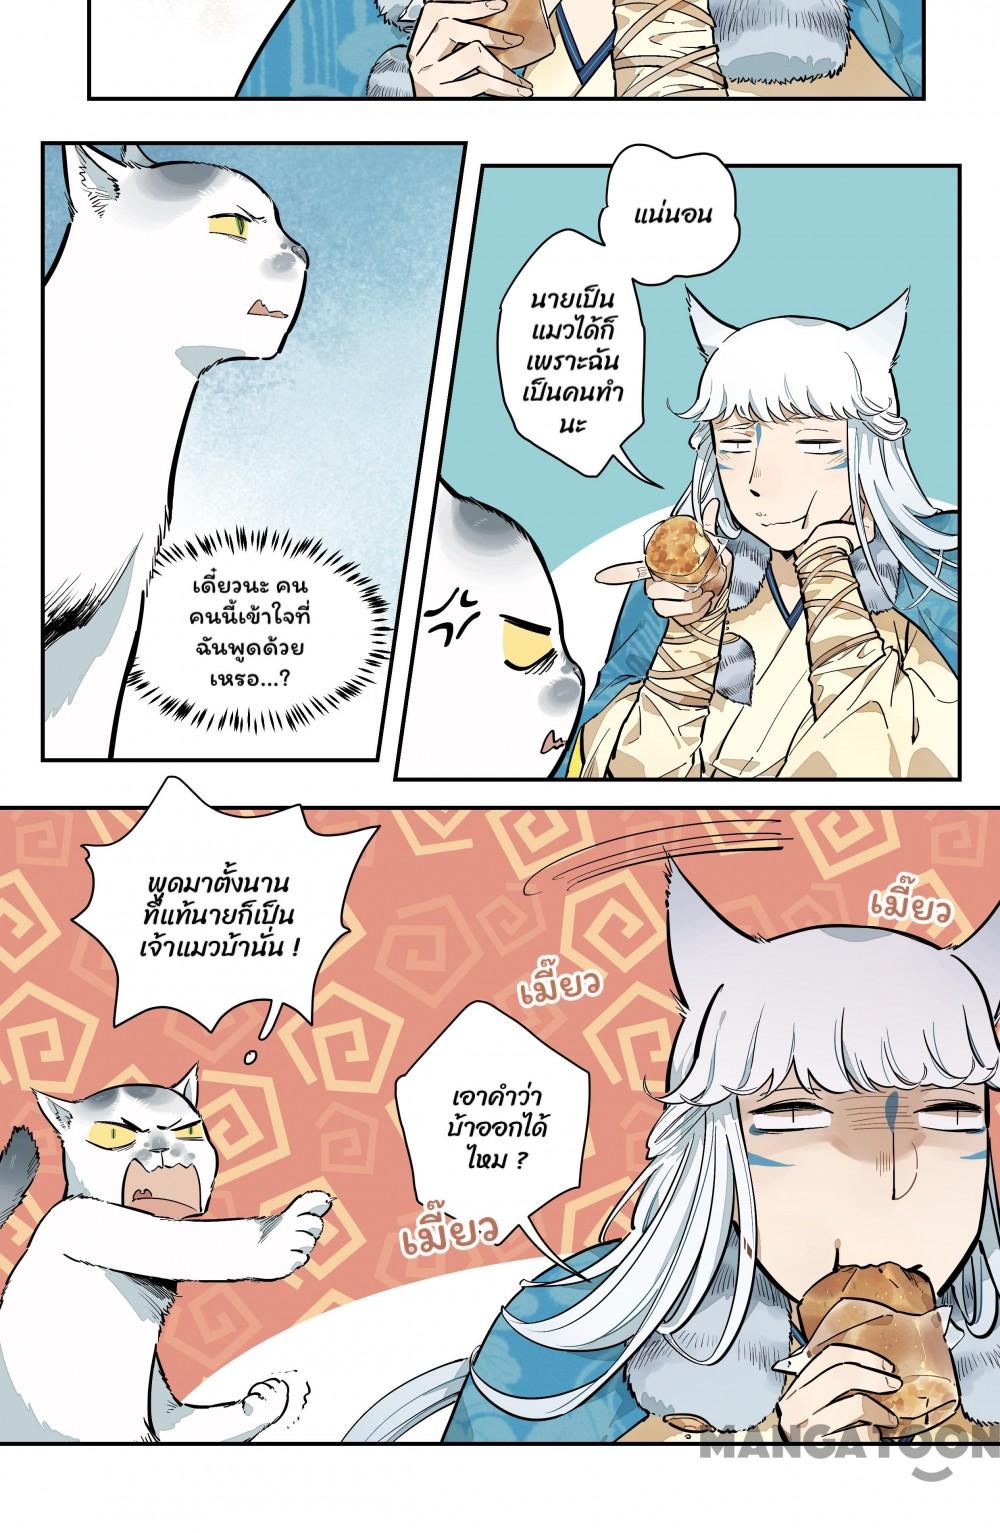 เดี๋ยวนะ คน
คนนี้เข้าใจที่
ฉันพูดด้วย
เหรอ...?
แน่นอน
นายเป็น
แมวได้ก็
เพราะฉัน
เป็นคนทำ
นะ
พูดมาตั้งนาน
ที่แท้นายก็เป็น
เจ้าแมวบ้านั่น !
เมี๊ยว
เมี๊ยว
เอาคำว่า
บ้าออกได้
ไหม ?
เมี๊ยว
MANGATOON